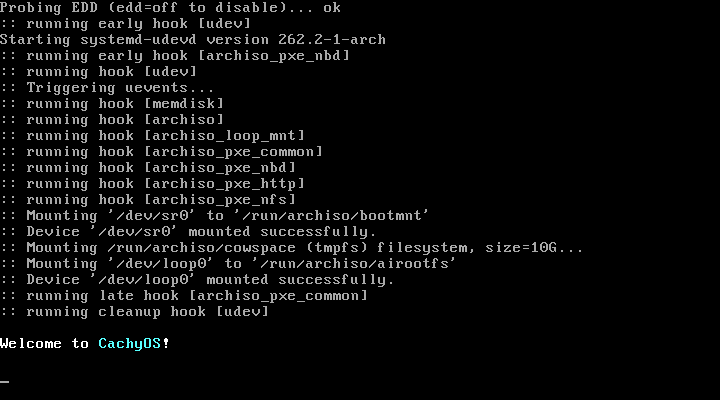 Probing EDD (edd=off to disable)... ok
:: running early hook [udev]
Starting systemd-udevd version 262.2-1-arch
:: running early hook [archiso_pxe_nbd]
:: running hook [udev]
:: Triggering uevents...
:: running hook [memdisk]
:: running hook [archiso]
:: running hook [archiso_loop_mnt]
:: running hook [archiso_pxe_common]
:: running hook [archiso_pxe_nbd]
:: running hook [archiso_pxe_http]
:: running hook [archiso_pxe_nfs]
:: Mounting '/dev/sr0' to '/run/archiso/bootmnt'
:: Device '/dev/sr0' mounted successfully.
:: Mounting /run/archiso/cowspace (tmpfs) filesystem, size=10G...
:: Mounting '/dev/loop0' to '/run/archiso/airootfs'
:: Device '/dev/loop0' mounted successfully.
:: running late hook [archiso_pxe_common]
:: running cleanup hook [udev]
Welcome to CachyOS!